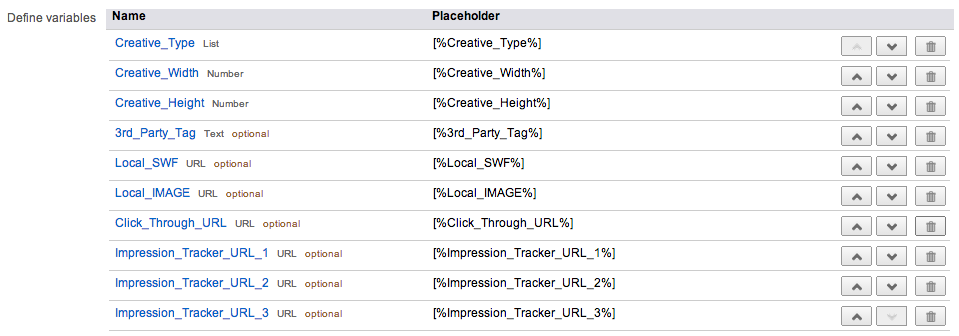 Define variables Name Placeholder
Creative_Type List [%Creative_Type%]
Creative_Width Number [%Creative_Width%]
Creative_Height Number [%Creative_Height%]
3rd_Party_Tag Text optional [%3rd_Party_Tag%]
Local_SWF URL optional [%Local_SWF%]
Local_IMAGE URL optional [%Local_IMAGE%]
Click_Through_URL URL optional [%Click_Through_URL%]
Impression_Tracker_URL_1 URL optional [%Impression_Tracker_URL_1%]
Impression_Tracker_URL_2 URL optional [%Impression_Tracker_URL_2%]
Impression_Tracker_URL_3 URL optional [%Impression_Tracker_URL_3%]